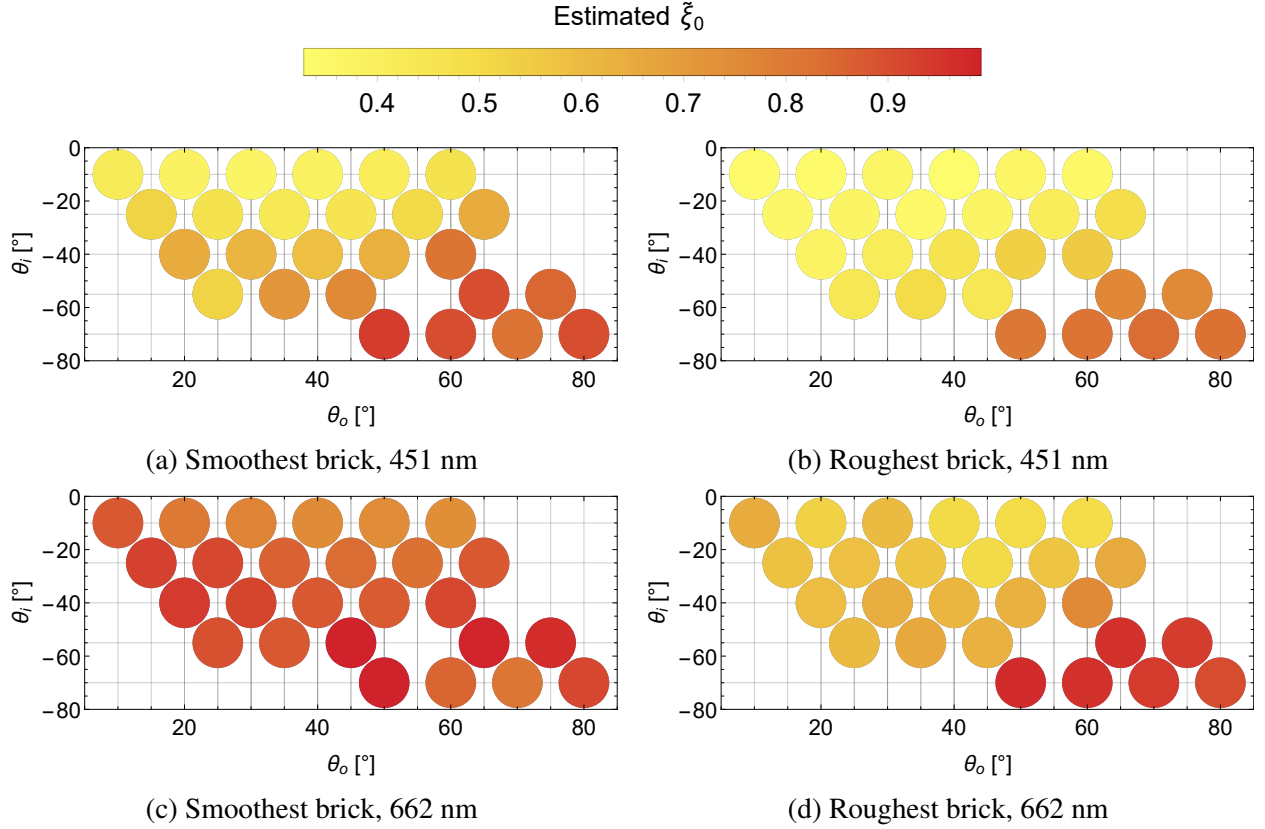 Estimated ξ̃₀
0.4 0.5 0.6 0.7 0.8 0.9
0 −20 −40 −60 −80
θᵢ [°]
20 40 60 80
θₒ [°]
(a) Smoothest brick, 451 nm
0 −20 −40 −60 −80
θᵢ [°]
20 40 60 80
θₒ [°]
(b) Roughest brick, 451 nm
0 −20 −40 −60 −80
θᵢ [°]
20 40 60 80
θₒ [°]
(c) Smoothest brick, 662 nm
0 −20 −40 −60 −80
θᵢ [°]
20 40 60 80
θₒ [°]
(d) Roughest brick, 662 nm